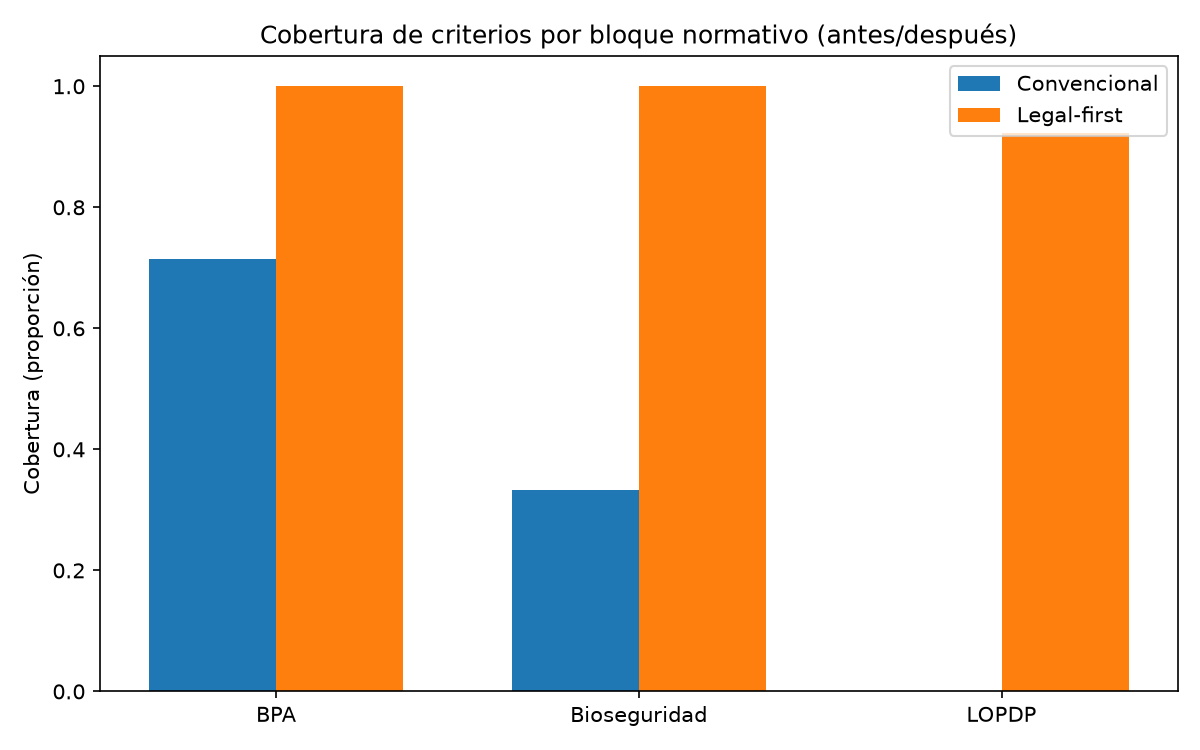 Cobertura de criterios por bloque normativo (antes/después)
Convencional
Legal-first
Cobertura (proporción)
1.0
0.8
0.6
0.4
0.2
0.0
BPA
Bioseguridad
LOPDP